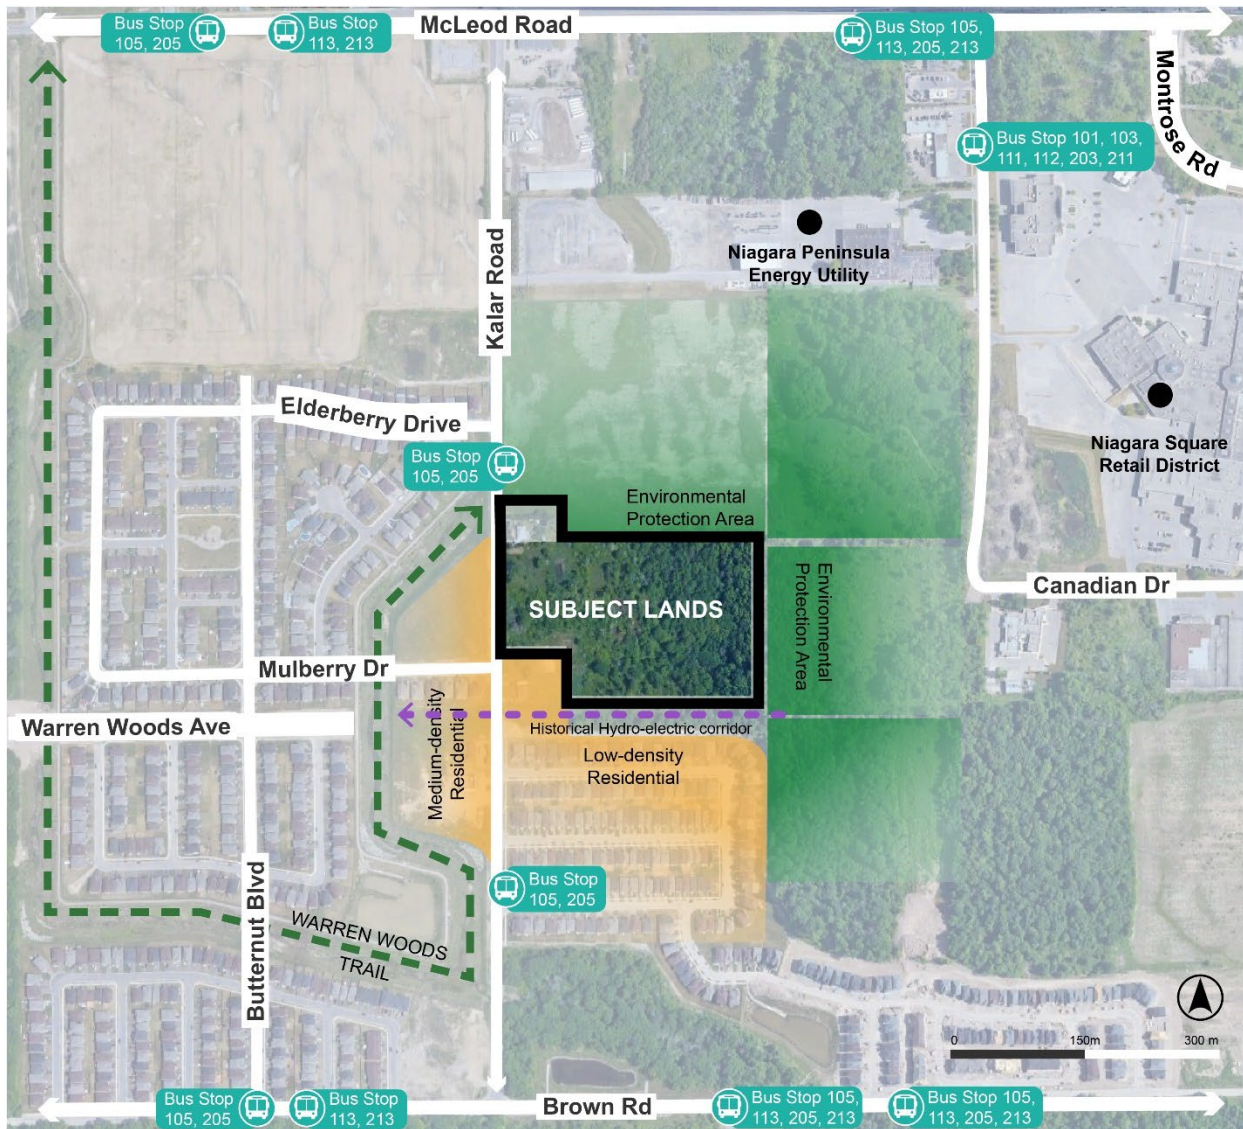 Bus Stop
105, 205
Bus Stop
113, 213
McLeod Road
Bus Stop 105,
113, 205, 213
Montrose Rd
Bus Stop 101, 103,
111, 112, 203, 211
Niagara Peninsula
Energy Utility
Kalar Road
Elderberry Drive
Niagara Square
Retail District
Bus Stop
105, 205
Environmental
Protection Area
SUBJECT LANDS
Environmental
Protection Area
Canadian Dr
Mulberry Dr
Warren Woods Ave
Medium-density
Residential
Historical Hydro-electric corridor
Low-density
Residential
Butternut Blvd
Bus Stop
105, 205
WARREN WOODS
TRAIL
0
150m
300 m
Bus Stop
105, 205
Bus Stop
113, 213
Brown Rd
Bus Stop 105,
113, 205, 213
Bus Stop 105,
113, 205, 213